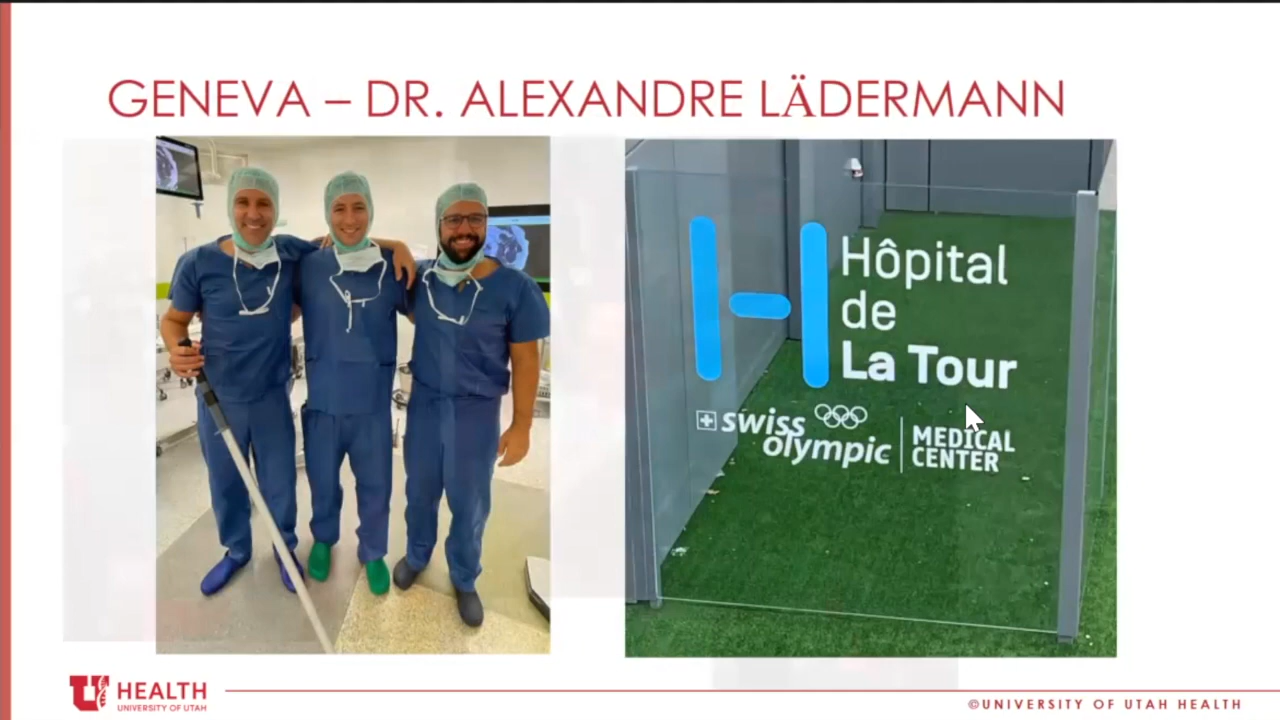 GENEVA – DR. ALEXANDRE LÄDERMANN
Hôpital
de
La Tour
swiss
olympic
MEDICAL
CENTER
U HEALTH
UNIVERSITY OF UTAH
©UNIVERSITY OF UTAH HEALTH